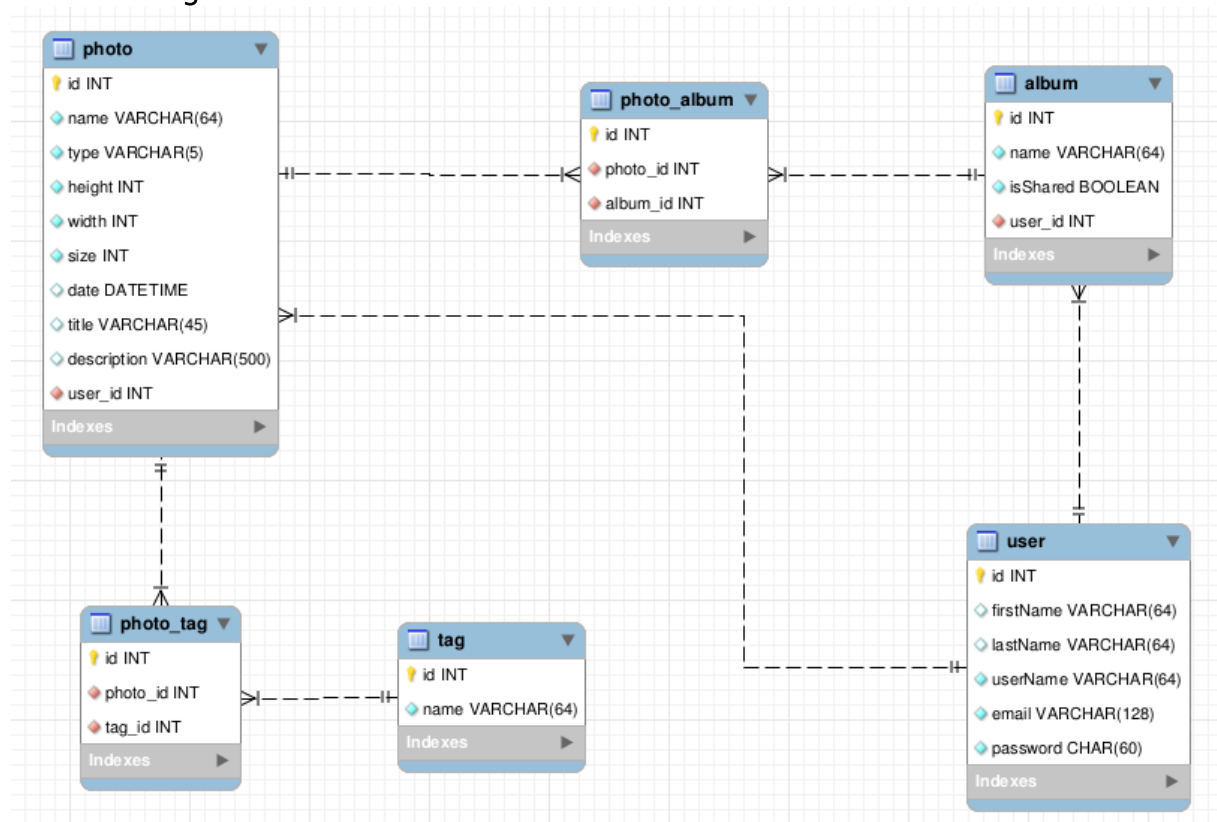 photo
id INT
name VARCHAR(64)
type VARCHAR(5)
height INT
width INT
size INT
date DATETIME
title VARCHAR(45)
description VARCHAR(500)
user_id INT
Indexes
photo_album
id INT
photo_id INT
album_id INT
Indexes
album
id INT
name VARCHAR(64)
isShared BOOLEAN
user_id INT
Indexes
photo_tag
id INT
photo_id INT
tag_id INT
Indexes
tag
id INT
name VARCHAR(64)
Indexes
user
id INT
firstName VARCHAR(64)
lastName VARCHAR(64)
userName VARCHAR(64)
email VARCHAR(128)
password CHAR(60)
Indexes